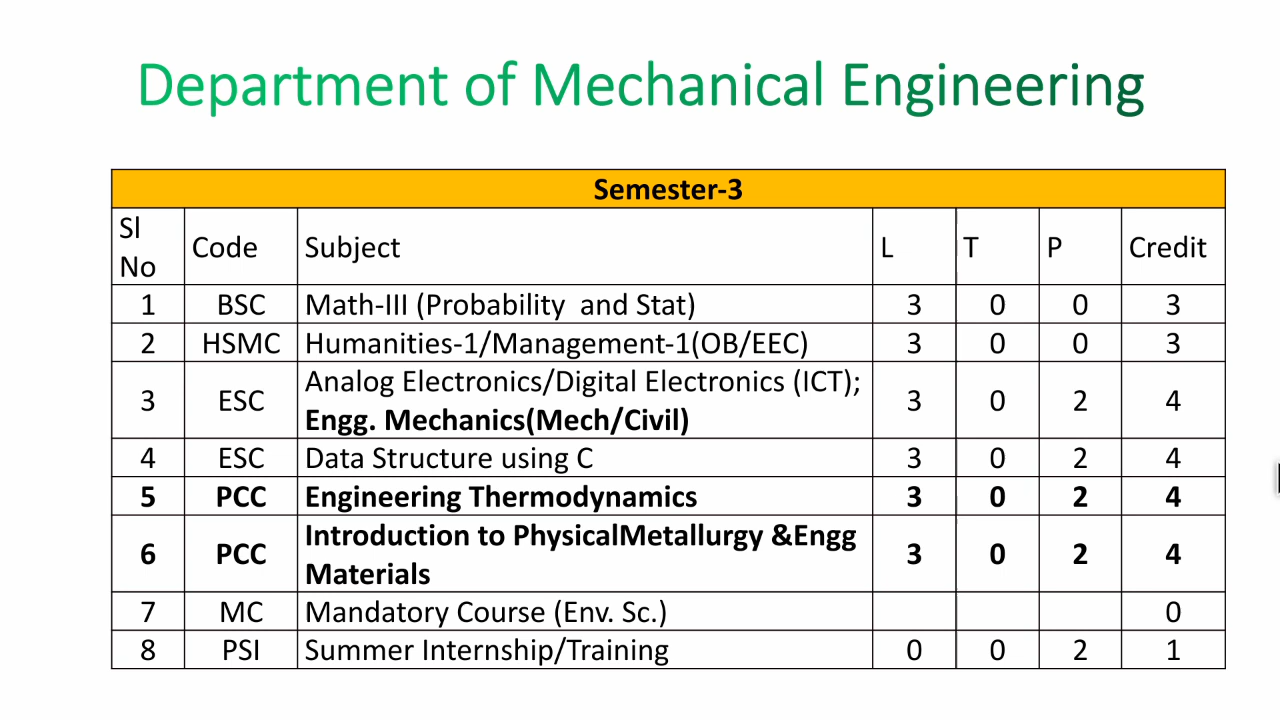 Department of Mechanical Engineering
Semester-3
Sl No Code Subject L T P Credit
1 BSC Math-III (Probability and Stat) 3 0 0 3
2 HSMC Humanities-1/Management-1(OB/EEC) 3 0 0 3
3 ESC Analog Electronics/Digital Electronics (ICT); Engg. Mechanics(Mech/Civil) 3 0 2 4
4 ESC Data Structure using C 3 0 2 4
5 PCC Engineering Thermodynamics 3 0 2 4
6 PCC Introduction to PhysicalMetallurgy &Engg Materials 3 0 2 4
7 MC Mandatory Course (Env. Sc.) 0
8 PSI Summer Internship/Training 0 0 2 1